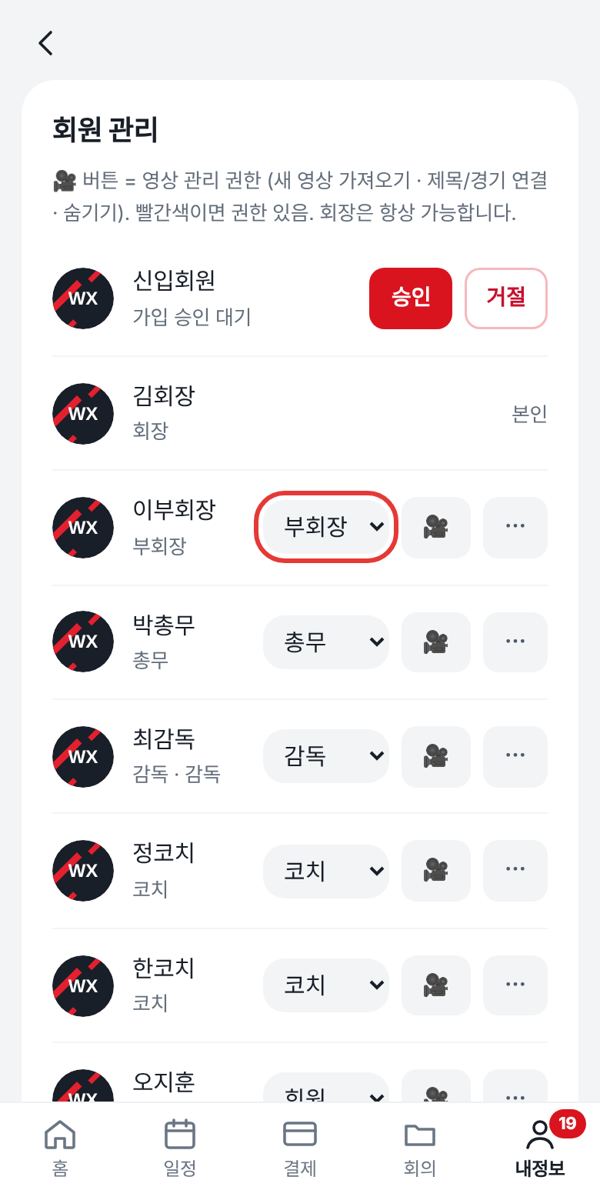 회원 관리
🎥 버튼 = 영상 관리 권한 (새 영상 가져오기 · 제목/경기 연결
· 숨기기). 빨간색이면 권한 있음. 회장은 항상 가능합니다.
WX
신입회원
가입 승인 대기
승인
거절
WX
김회장
회장
본인
WX
이부회장
부회장
부회장
...
WX
박총무
총무
총무
...
WX
최감독
감독 · 감독
감독
...
WX
정코치
코치
코치
...
WX
한코치
코치
코치
...
WX
오지훈
회원
...
19
홈
일정
결제
회의
내정보